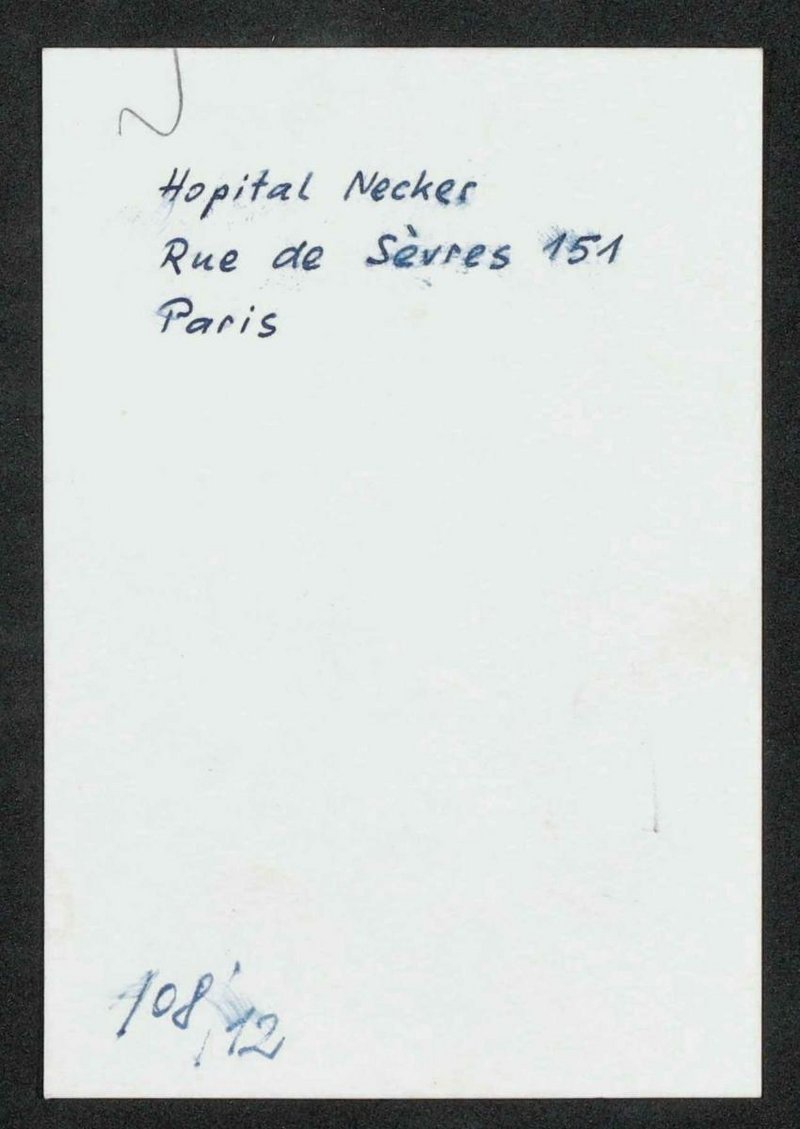 Hopital Necker
Rue de Sèvres 151
Paris
108/12